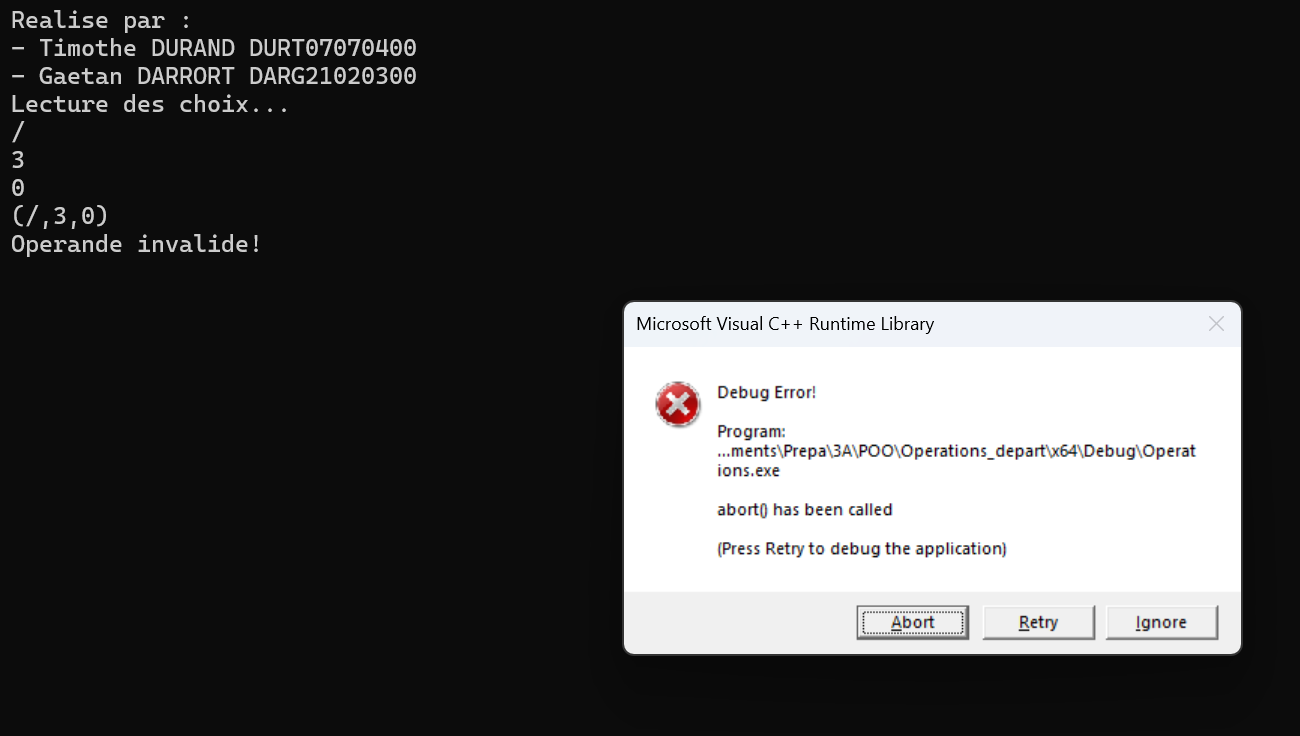 Realise par :
- Timothe DURAND DURT07070400
- Gaetan DARRORT DARG21020300
Lecture des choix...
/
3
0
(/,3,0)
Operande invalide!
Microsoft Visual C++ Runtime Library
Debug Error!
Program:
...ments\Prepa\3A\POO\Operations_depart\x64\Debug\Operat
ions.exe
abort() has been called
(Press Retry to debug the application)
Abort Retry Ignore